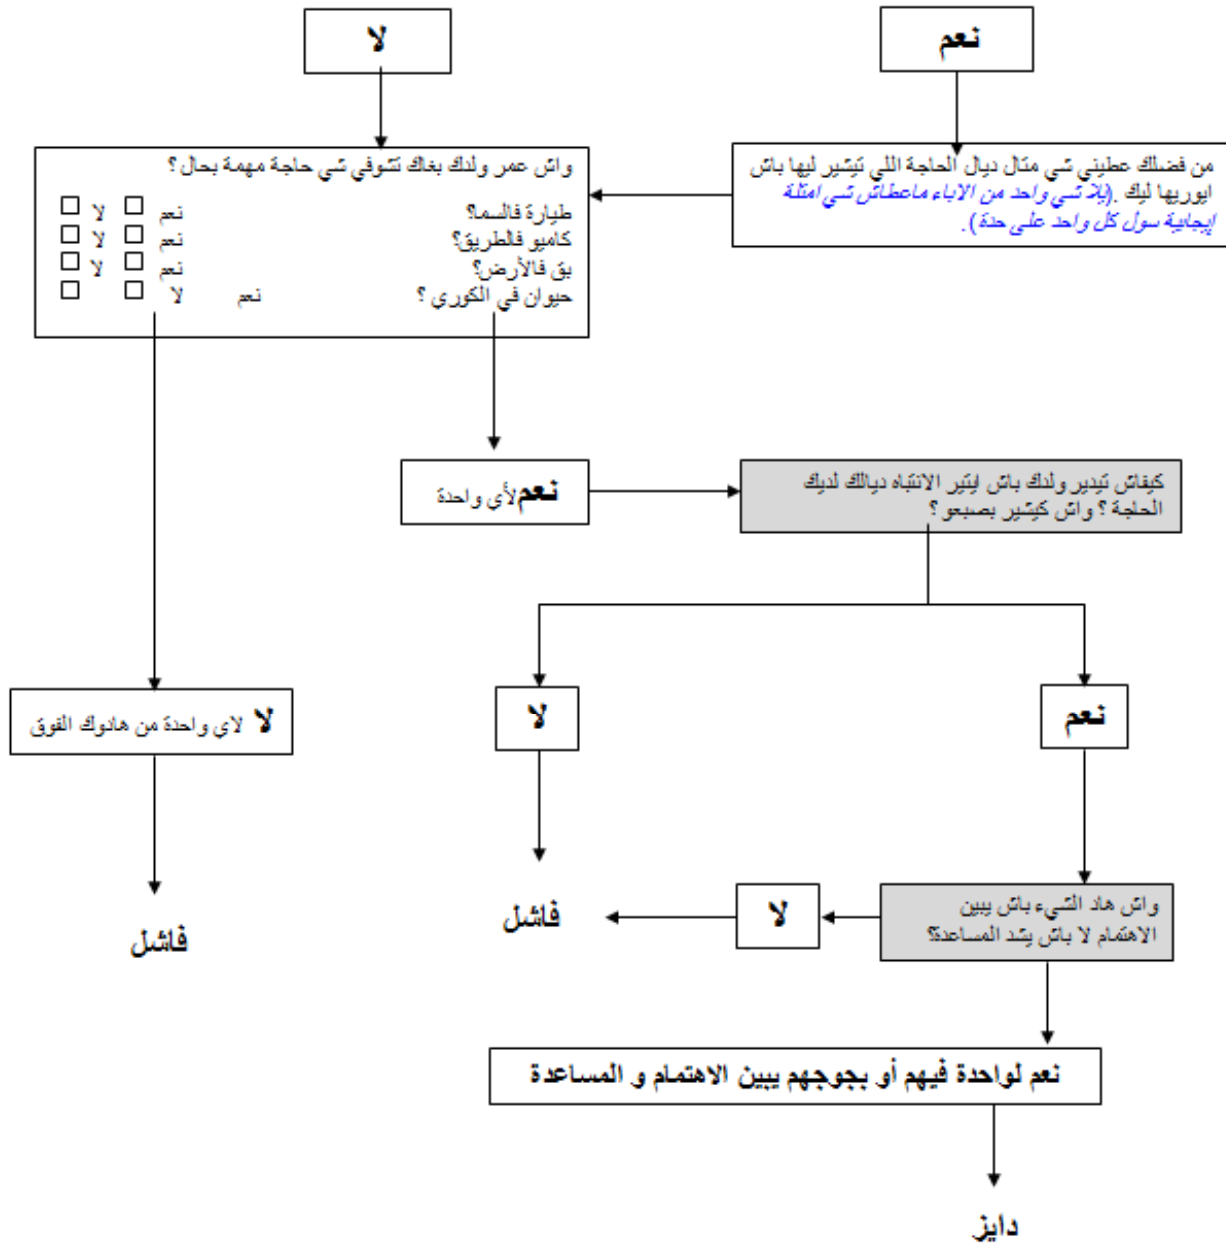 نعم
لا
من فضلك عطيني شي مثال ديال الحاجة اللي تيشير ليها باش
ايوريها ليك .(يلا شي واحد من الاباء ماعطاش شي امثلة
إيجابية سول كل واحد على حدة).
واش عمر ولدك بغاك تشوفي شي حاجة مهمة بحال ؟
طيارة فالسما؟ نعم □ لا □
كاميو فالطريق؟ نعم □ لا □
بق فالأرض؟ نعم □ لا □
حيوان في الكوري ؟ نعم لا □ □
نعم لأي واحدة
كيفاش تيدير ولدك باش ايتير الانتباه ديالك لديك
الحاجة ؟ واش كيشير بصبعو ؟
لا لاي واحدة من هادوك الفوق
لا
نعم
فاشل
فاشل
لا
واش هاد الشيء باش يبين
الاهتمام لا باش يشد المساعدة؟
نعم لواحدة فيهم أو بجوجهم يبين الاهتمام و المساعدة
دايز